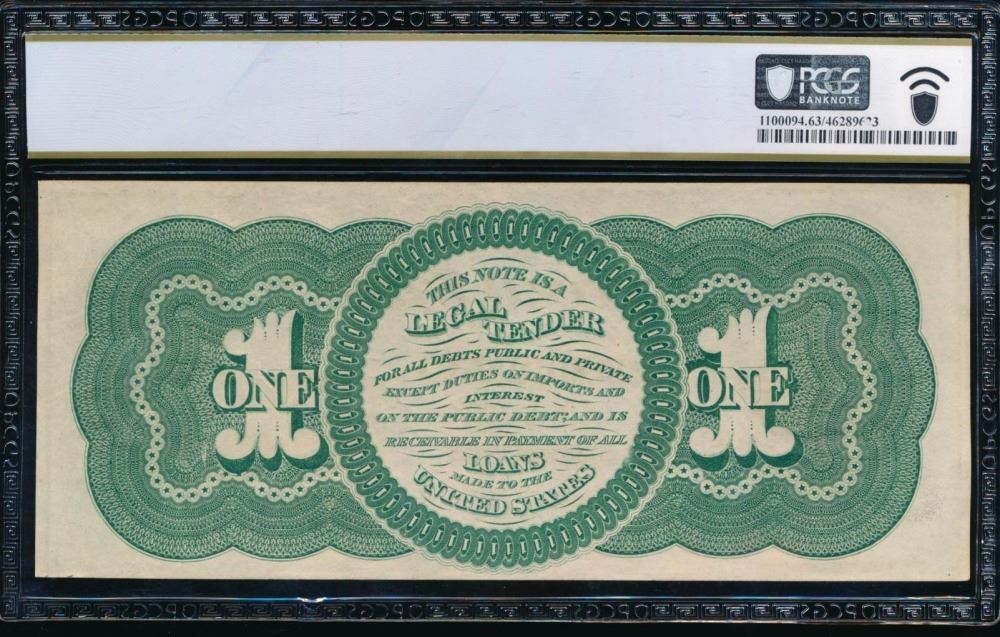 PCGS
BANKNOTE
1100094.63/46289623
THIS NOTE IS A
LEGAL TENDER
FOR ALL DEBTS PUBLIC AND PRIVATE
EXCEPT DUTIES ON IMPORTS AND
INTEREST
ON THE PUBLIC DEBT; AND IS
RECEIVABLE IN PAYMENT OF ALL
LOANS
MADE TO THE
UNITED STATES
1 ONE
1 ONE